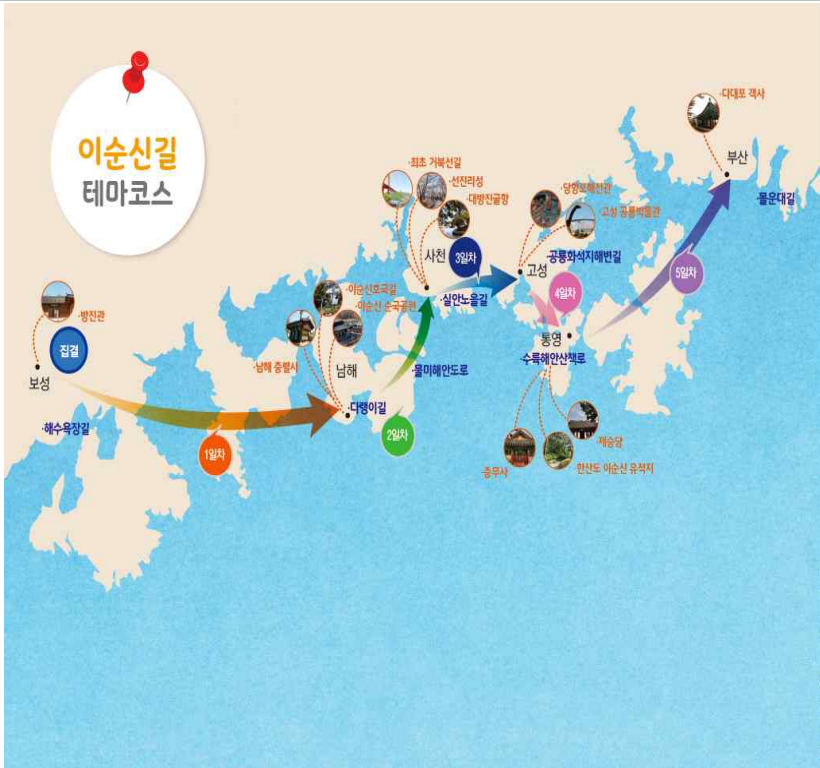 이순신길
테마코스
·다대포 객사
부산
·몰운대길
·최초 거북선길
·선진리성
·대방진굴항
사천
3일차
·당항포해전관
·고성 공룡박물관
고성
·공룡화석지해변길
5일차
·실안노을길
4일차
·이순신호국길
·이순신 순국공원
·방진관
집결
보성
·남해 충렬사
남해
·물미해안도로
통영
·수륙해안산책로
·다랭이길
·해수욕장길
1일차
2일차
·제승당
·충무사
·한산도 이순신 유적지